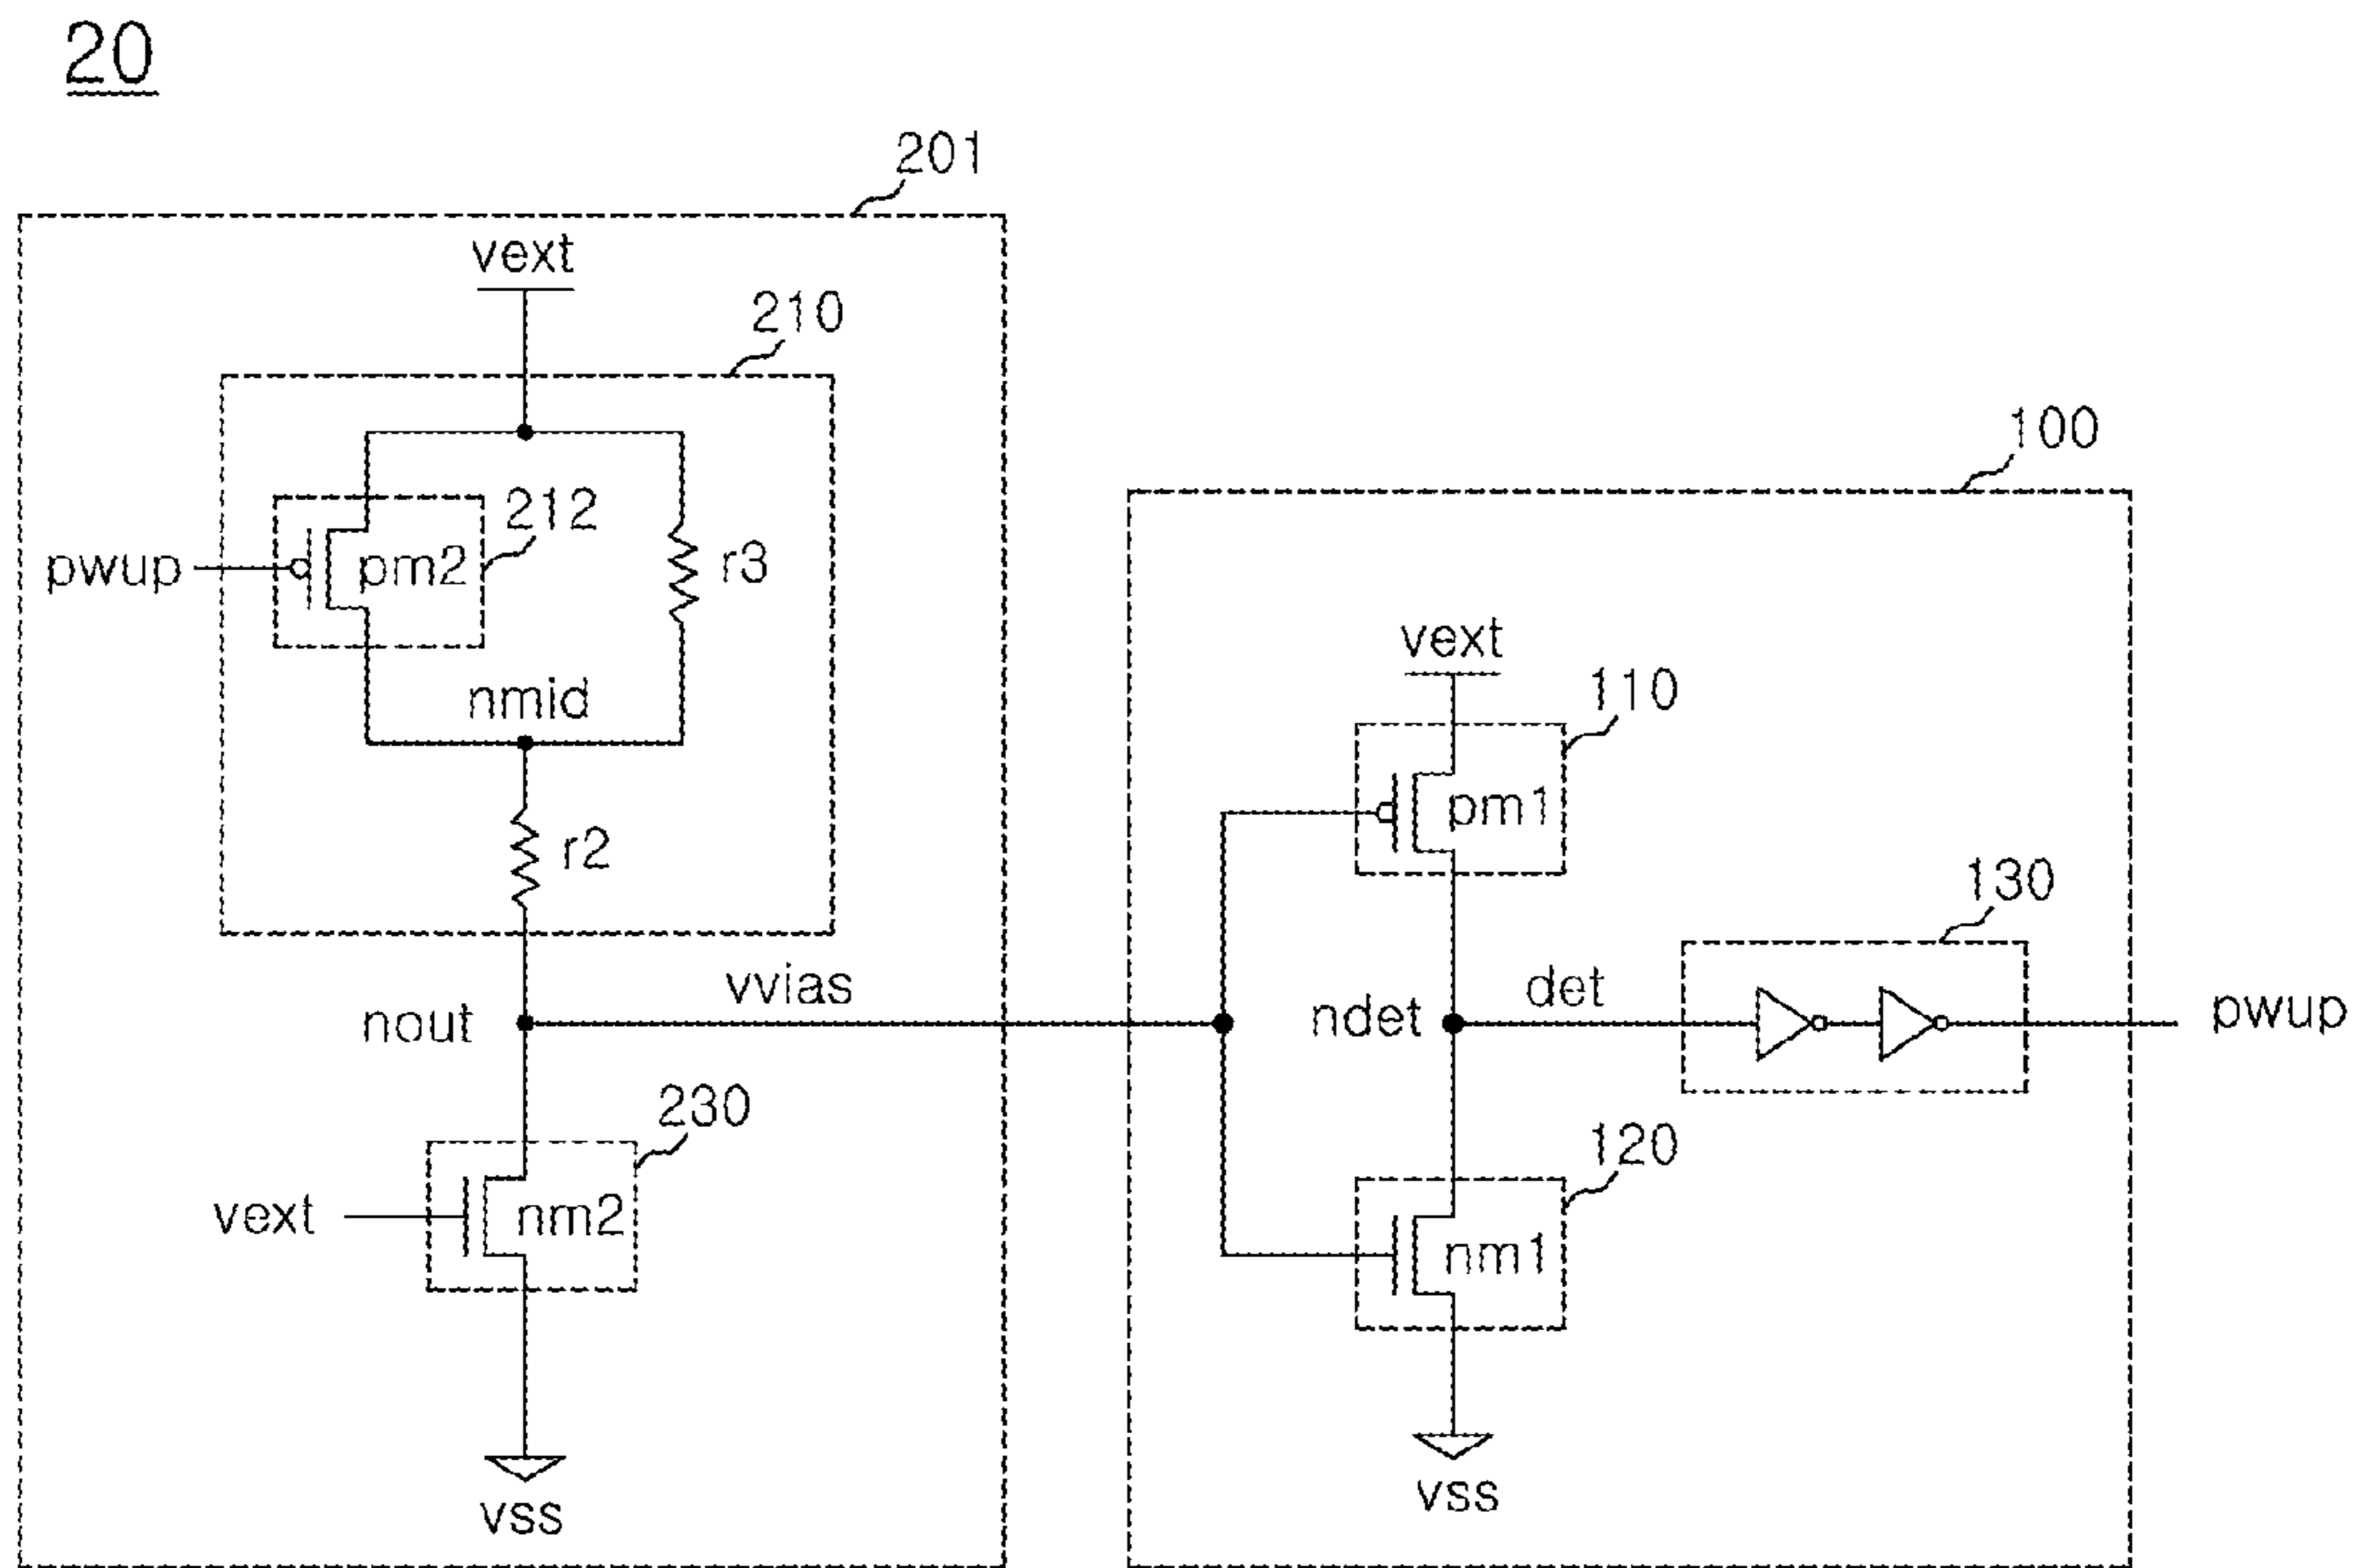 20
201
vext
210
212
pwup
pm2
r3
nmid
r2
vvias
nout
230
vext
nm2
vss
100
vext
110
pm1
130
det
ndet
pwup
120
nm1
vss